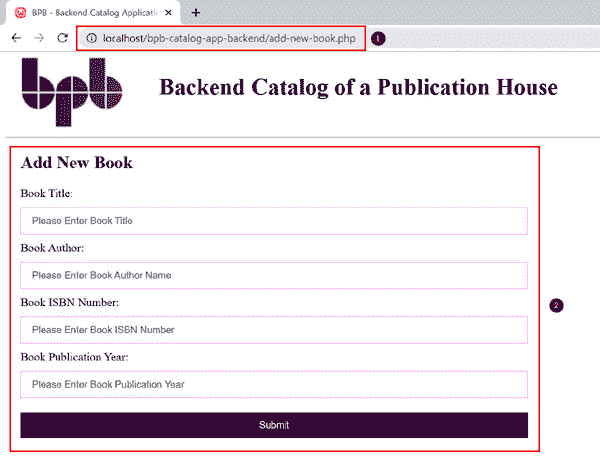 BPB - Backend Catalog Applicatio
localhost/bpb-catalog-app-backend/add-new-book.php 1
bpb Backend Catalog of a Publication House
Add New Book
Book Title:
Please Enter Book Title
Book Author:
Please Enter Book Author Name
Book ISBN Number:
Please Enter Book ISBN Number
2
Book Publication Year:
Please Enter Book Publication Year
Submit